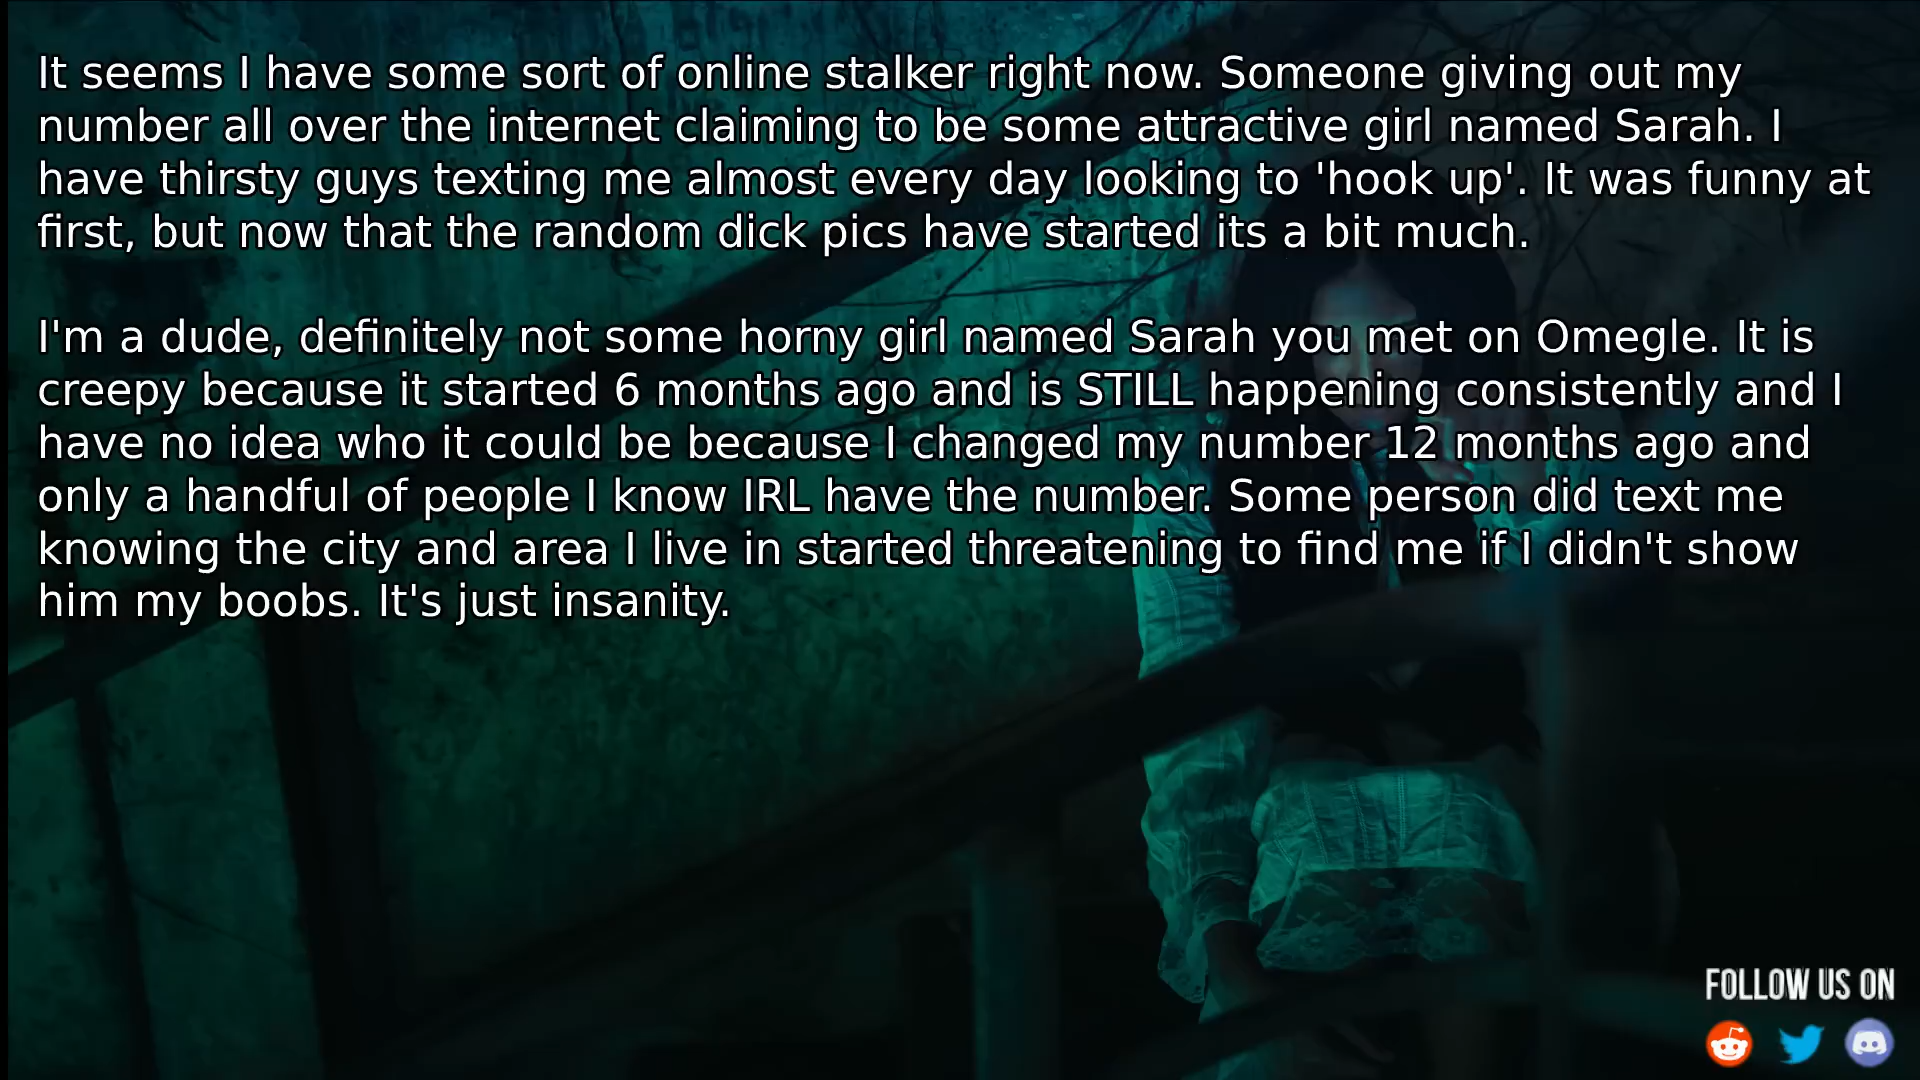 It seems I have some sort of online stalker right now. Someone giving out my
number all over the internet claiming to be some attractive girl named Sarah. I
have thirsty guys texting me almost every day looking to 'hook up'. It was funny at
first, but now that the random dick pics have started its a bit much.
I'm a dude, definitely not some horny girl named Sarah you met on Omegle. It is
creepy because it started 6 months ago and is STILL happening consistently and I
have no idea who it could be because I changed my number 12 months ago and
only a handful of people I know IRL have the number. Some person did text me
knowing the city and area I live in started threatening to find me if I didn't show
him my boobs. It's just insanity.
FOLLOW US ON